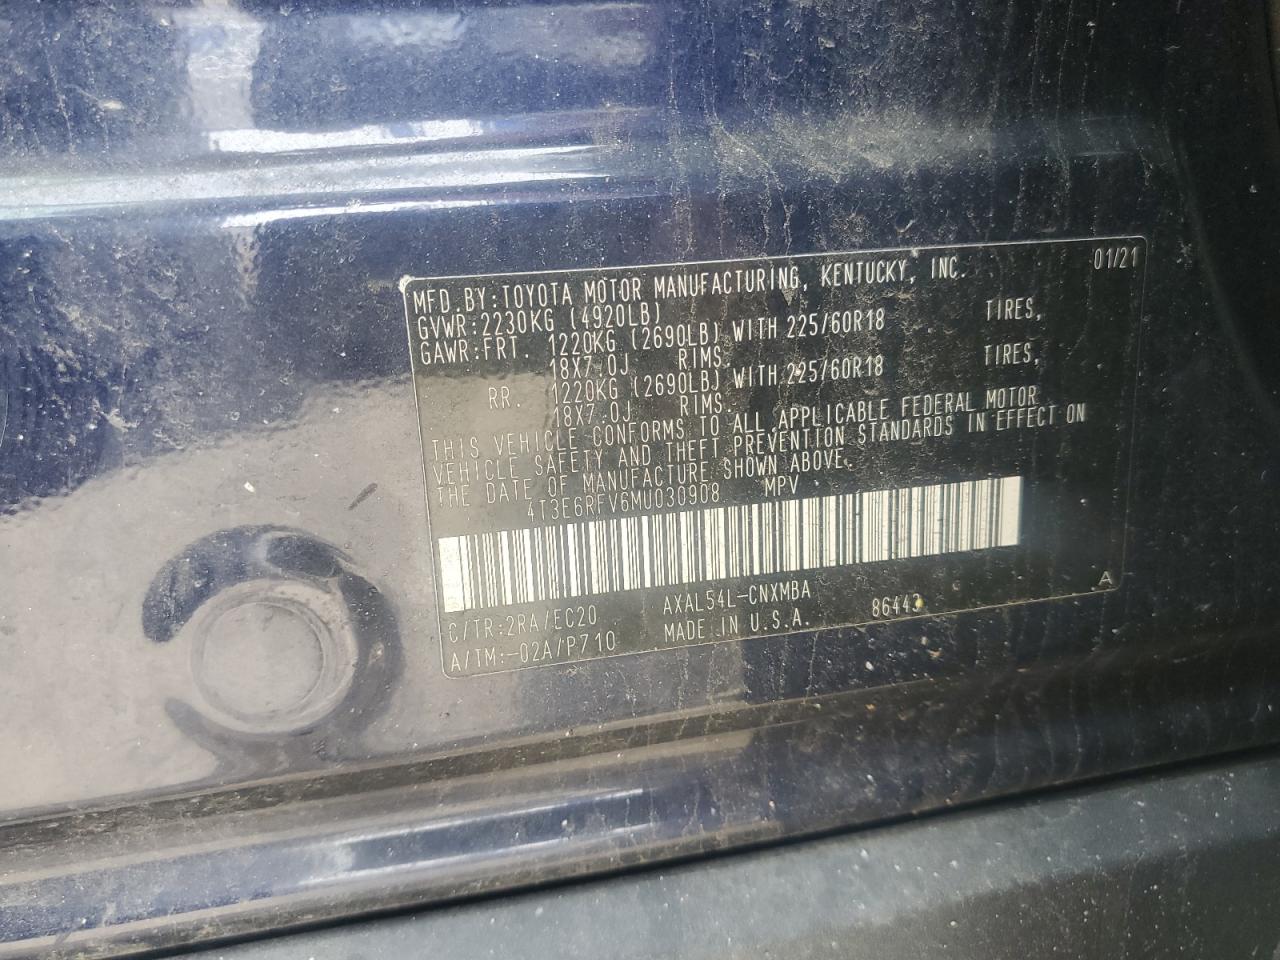 MFD.BY:TOYOTA MOTOR MANUFACTURING, KENTUCKY, INC. 01/21
GVWR:2230KG (4920LB)
GAWR:FRT. 1220KG (2690LB) WITH 225/60R18 TIRES,
18X7.0J RIMS.
RR. 1220KG (2690LB) WITH 225/60R18 TIRES,
18X7.0J RIMS.
THIS VEHICLE CONFORMS TO ALL APPLICABLE FEDERAL MOTOR
VEHICLE SAFETY AND THEFT PREVENTION STANDARDS IN EFFECT ON
THE DATE OF MANUFACTURE SHOWN ABOVE.
4T3E6RFV6MU030908 MPV
C/TR:2RA/EC20 AXAL54L-CNXMBA A
A/TM:-02A/P710 MADE IN U.S.A. 86443